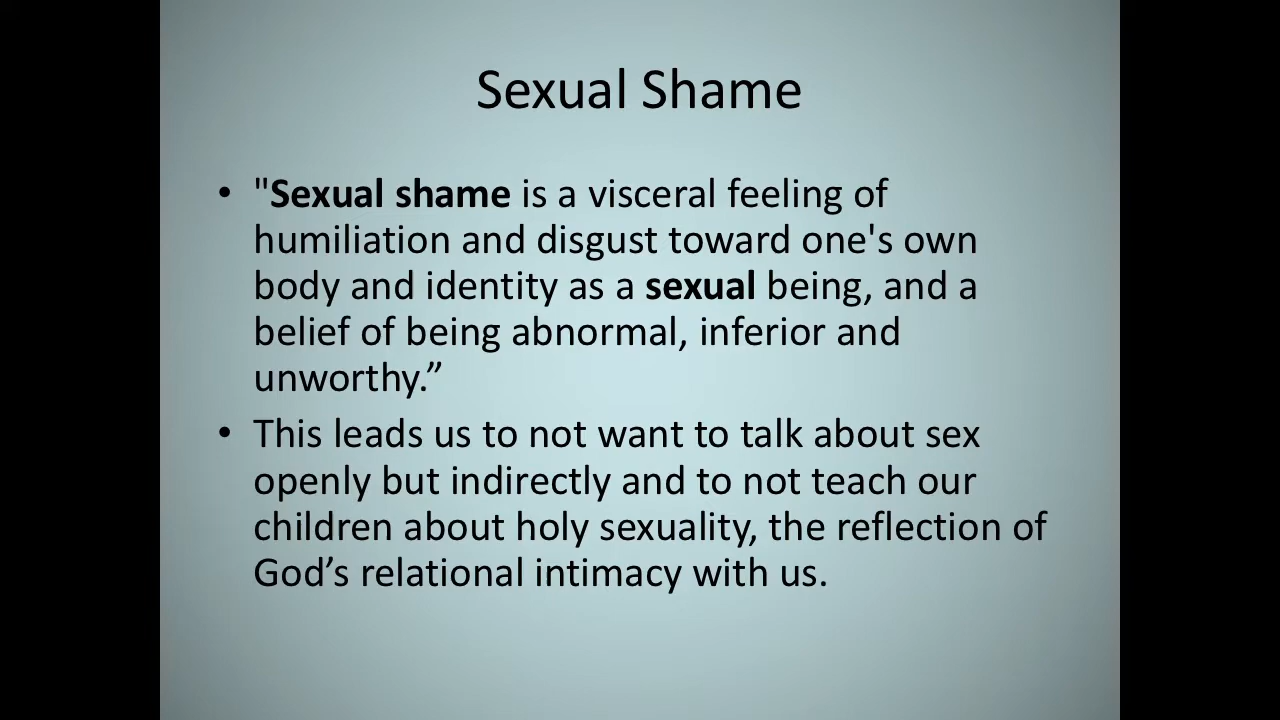 Sexual Shame
• "Sexual shame is a visceral feeling of
humiliation and disgust toward one's own
body and identity as a sexual being, and a
belief of being abnormal, inferior and
unworthy.”
• This leads us to not want to talk about sex
openly but indirectly and to not teach our
children about holy sexuality, the reflection of
God’s relational intimacy with us.